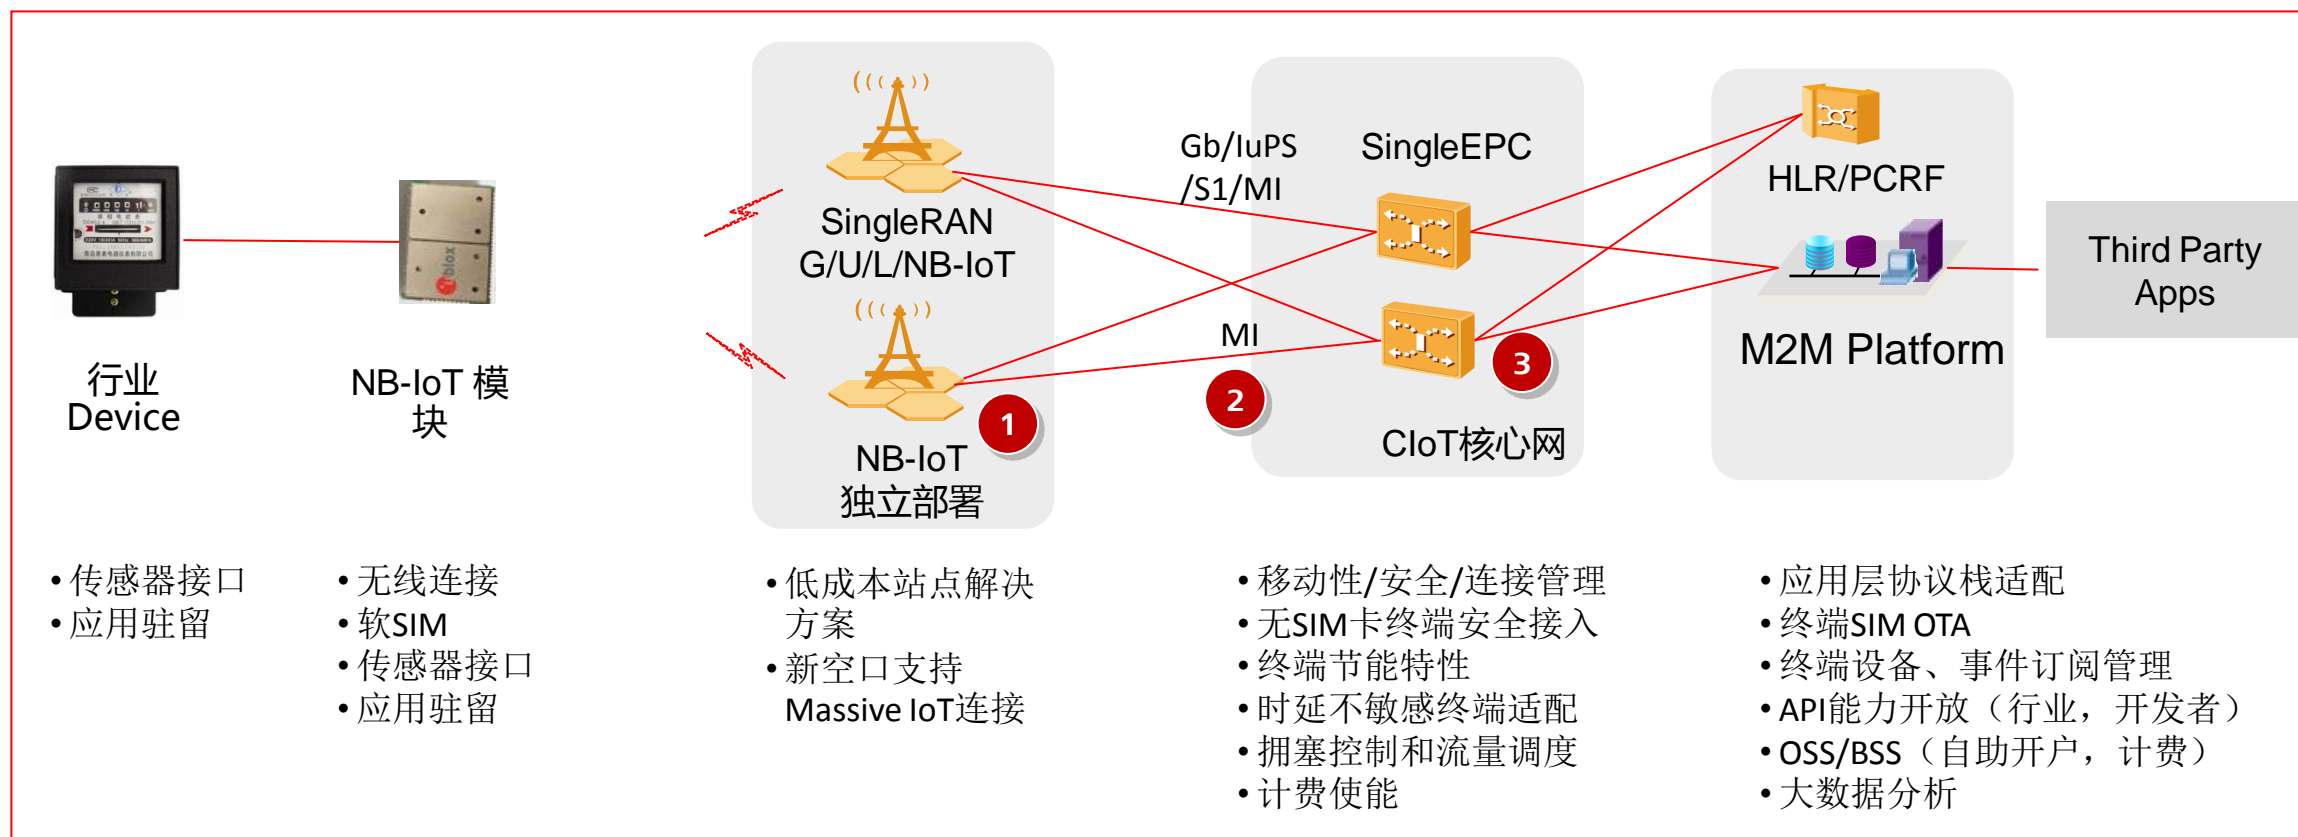 行业
Device
NB-IoT 模
块
ublox
SingleRAN
G/U/L/NB-IoT
NB-IoT
独立部署
1
Gb/IuPS
/S1/MI
MI
2
SingleEPC
3
CIoT核心网
HLR/PCRF
M2M Platform
Third Party
Apps
•传感器接口
•应用驻留
•无线连接
•软SIM
•传感器接口
•应用驻留
•低成本站点解决
方案
•新空口支持
Massive IoT连接
•移动性/安全/连接管理
•无SIM卡终端安全接入
•终端节能特性
•时延不敏感终端适配
•拥塞控制和流量调度
•计费使能
•应用层协议栈适配
•终端SIM OTA
•终端设备、事件订阅管理
•API能力开放（行业，开发者）
•OSS/BSS（自助开户，计费）
•大数据分析